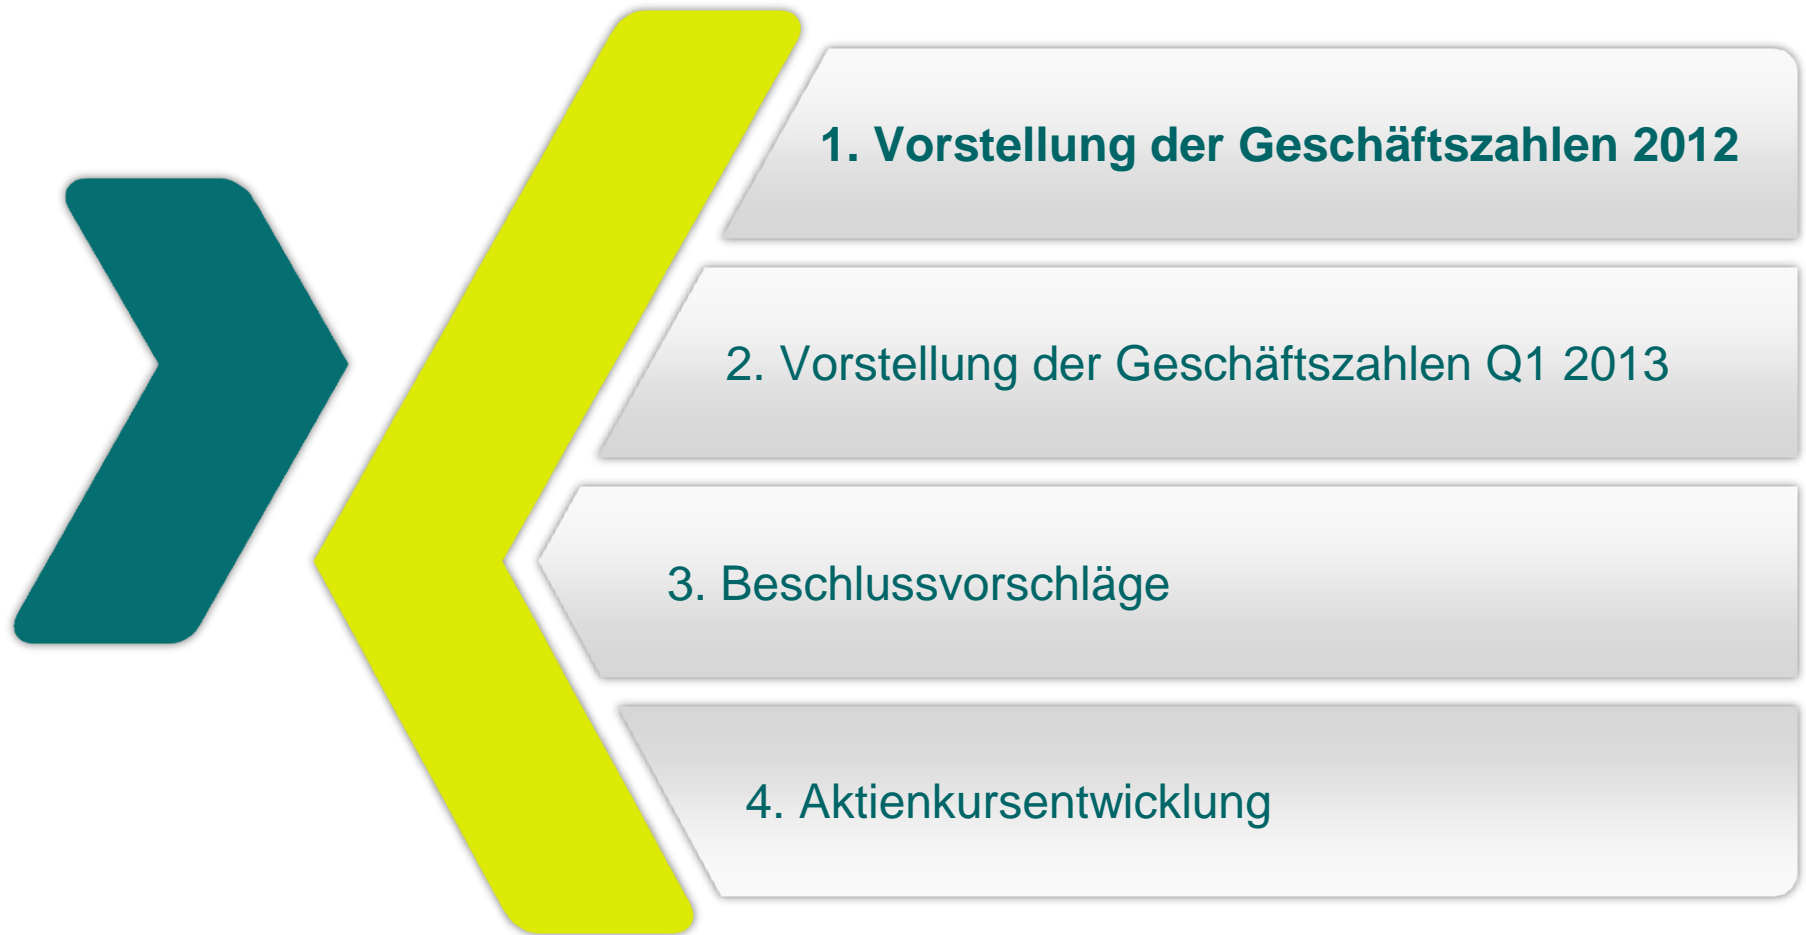 1. Vorstellung der Geschäftszahlen 2012
2. Vorstellung der Geschäftszahlen Q1 2013
3. Beschlussvorschläge
4. Aktienkursentwicklung